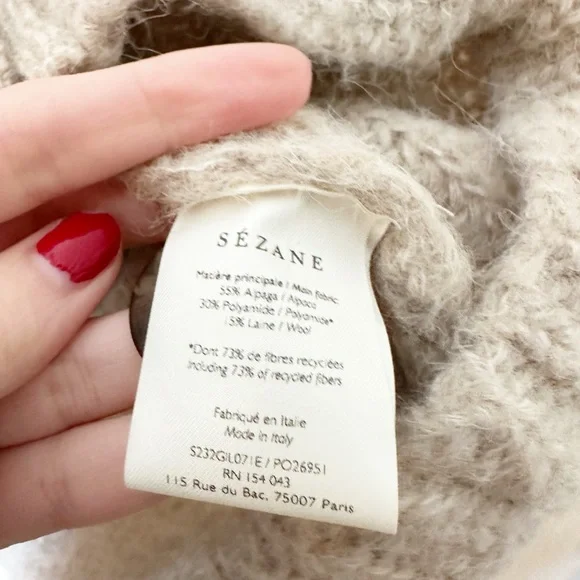 SÉZANE
Matière principale / Main fabric
55% Alpaga / Alpaca
30% Polyamide / Polyamide*
15% Laine / Wool
*Dont 73% de fibres recyclées
Including 73% of recycled fibers
Fabriqué en Italie
Made in Italy
S232GIL071E / PO26951
RN 154 043
115 Rue du Bac, 75007 Paris